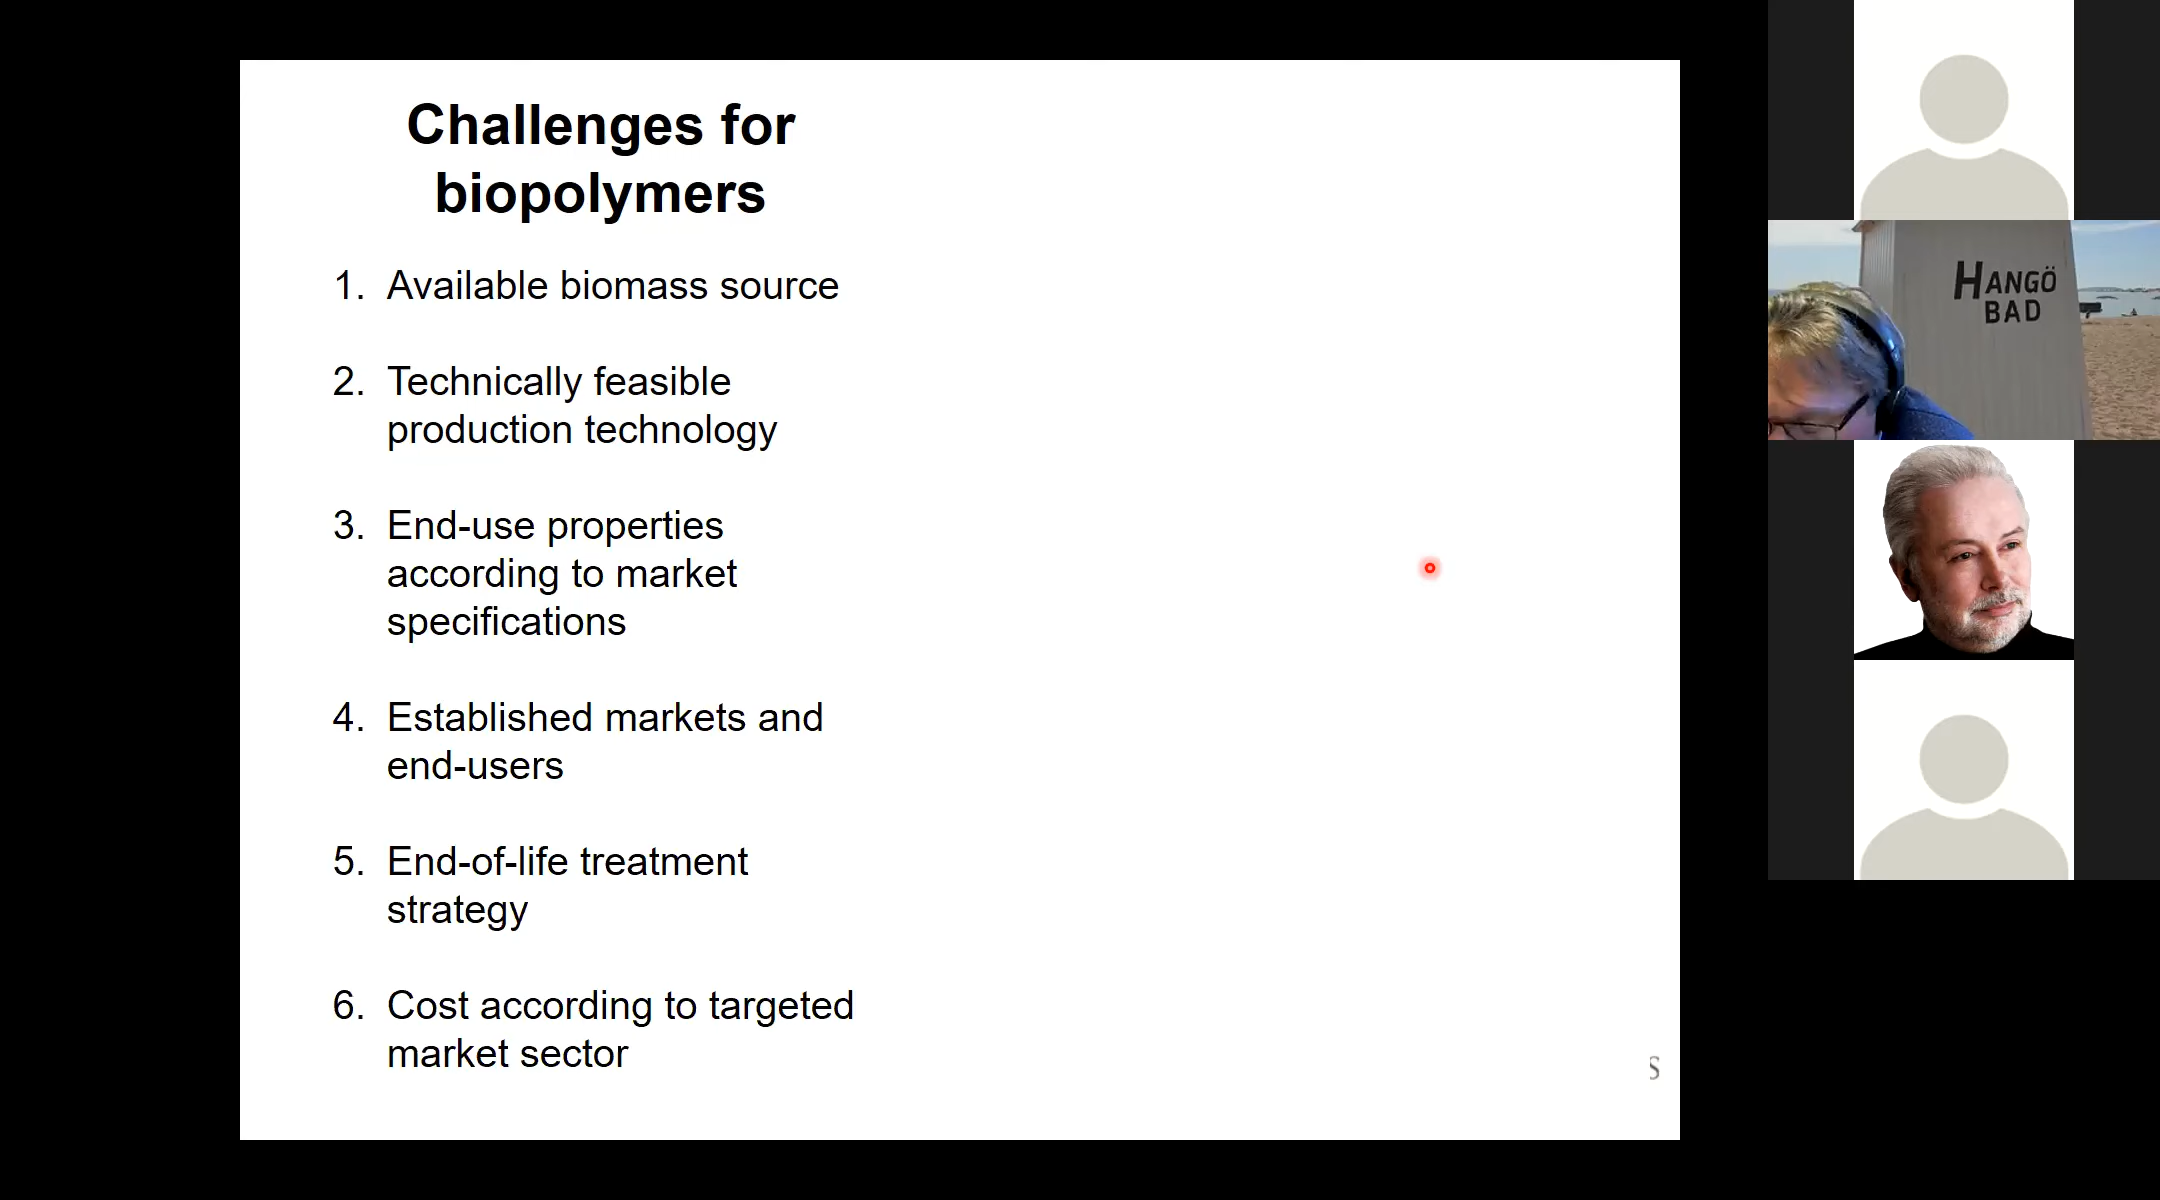 Challenges for
biopolymers
1. Available biomass source
2. Technically feasible
production technology
3. End-use properties
according to market
specifications
4. Established markets and
end-users
5. End-of-life treatment
strategy
6. Cost according to targeted
market sector
S
HANGÖ
BAD